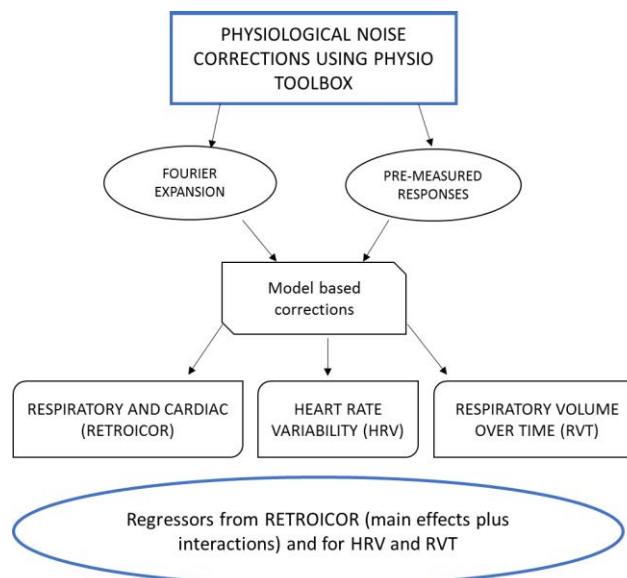 PHYSIOLOGICAL NOISE
CORRECTIONS USING PHYSIO
TOOLBOX
FOURIER
EXPANSION
PRE-MEASURED
RESPONSES
Model based
corrections
RESPIRATORY AND CARDIAC
(RETROICOR)
HEART RATE
VARIABILITY (HRV)
RESPIRATORY VOLUME
OVER TIME (RVT)
Regressors from RETROICOR (main effects plus
interactions) and for HRV and RVT